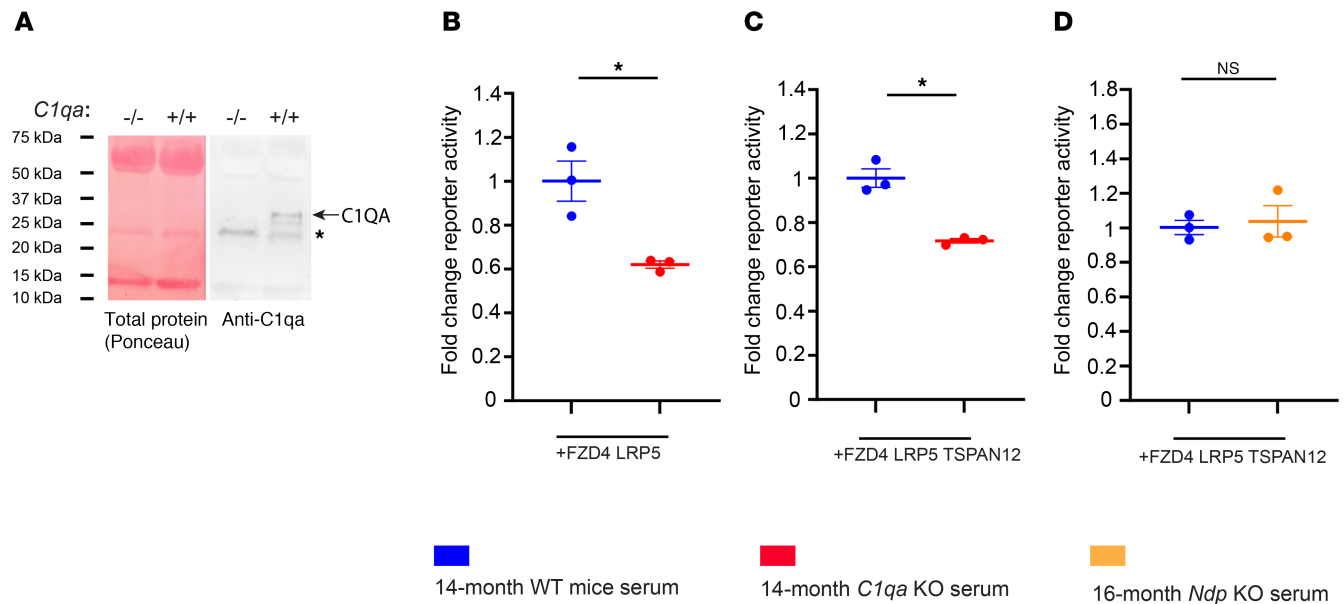 A
C1qa:
-/- +/+ -/- +/+
75 kDa
50 kDa
37 kDa
25 kDa
20 kDa
15 kDa
10 kDa
C1QA
*
Total protein
(Ponceau)
Anti-C1qa
B
*
Fold change reporter activity
1.4
1.2
1
0.8
0.6
0.4
0.2
0
+FZD4 LRP5
C
*
Fold change reporter activity
1.4
1.2
1
0.8
0.6
0.4
0.2
0
+FZD4 LRP5 TSPAN12
D
NS
Fold change reporter activity
1.8
1.6
1.4
1.2
1
0.8
0.6
0.4
0.2
0
+FZD4 LRP5 TSPAN12
14-month WT mice serum
14-month C1qa KO serum
16-month Ndp KO serum